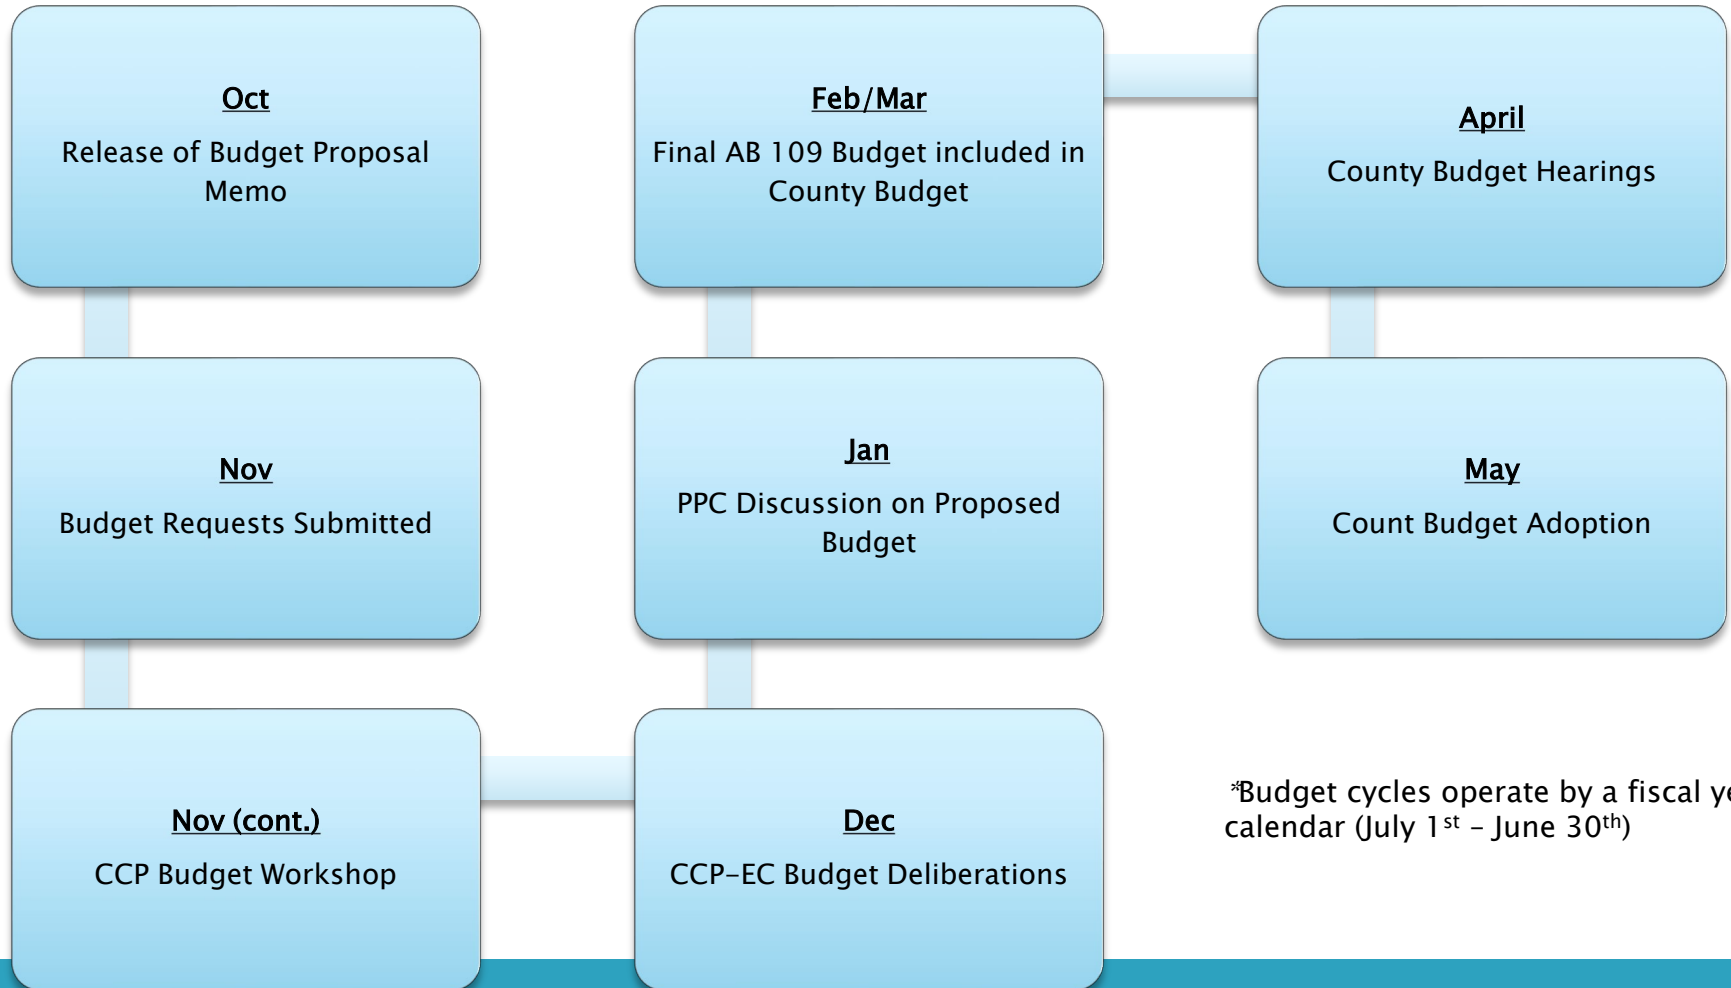 Oct
Release of Budget Proposal
Memo
Nov
Budget Requests Submitted
Nov (cont.)
CCP Budget Workshop
Dec
CCP-EC Budget Deliberations
Jan
PPC Discussion on Proposed
Budget
Feb/Mar
Final AB 109 Budget included in
County Budget
April
County Budget Hearings
May
Count Budget Adoption
*Budget cycles operate by a fiscal ye
calendar (July 1st – June 30th)